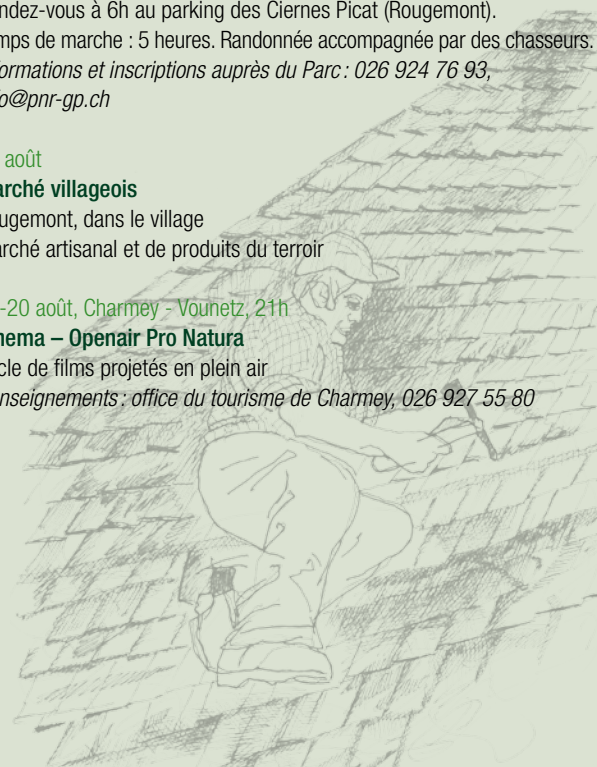 ndez-vous à 6h au parking des Ciernes Picat (Rougemont).
mps de marche : 5 heures. Randonnée accompagnée par des chasseurs.
formations et inscriptions auprès du Parc : 026 924 76 93,
o@pnr-gp.ch
août
arché villageois
ugemont, dans le village
arché artisanal et de produits du terroir
-20 août, Charmey - Vounetz, 21h
nema – Openair Pro Natura
cle de films projetés en plein air
nseignements : office du tourisme de Charmey, 026 927 55 80